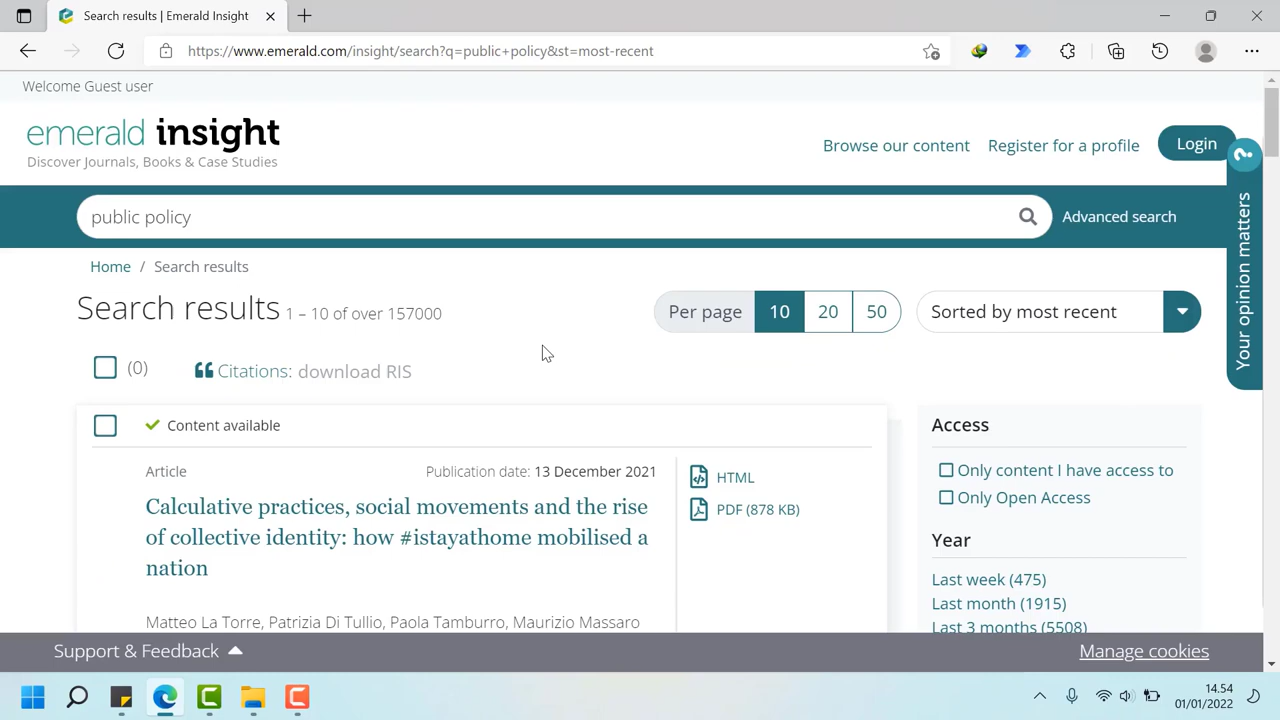 Search results | Emerald Insight
https://www.emerald.com/insight/search?q=public+policy&st=most-recent
Welcome Guest user
emerald insight
Discover Journals, Books & Case Studies
Browse our content
Register for a profile
Login
public policy
Advanced search
Your opinion matters
Home / Search results
Search results 1 – 10 of over 157000
Per page 10 20 50
Sorted by most recent
(0)
Citations: download RIS
Content available
Article
Publication date: 13 December 2021
Calculative practices, social movements and the rise
of collective identity: how #istayathome mobilised a
nation
Matteo La Torre, Patrizia Di Tullio, Paola Tamburro, Maurizio Massaro
HTML
PDF (878 KB)
Access
Only content I have access to
Only Open Access
Year
Last week (475)
Last month (1915)
Last 3 months (5508)
Support & Feedback
Manage cookies
14.54
01/01/2022